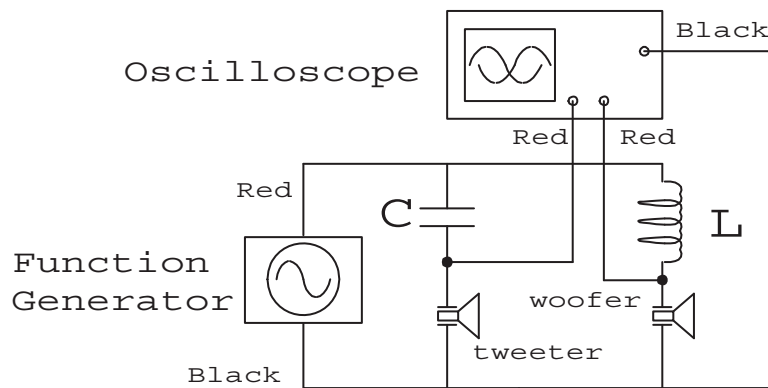 Black
Oscilloscope
Red Red
Red
C
L
Function
Generator
woofer
tweeter
Black